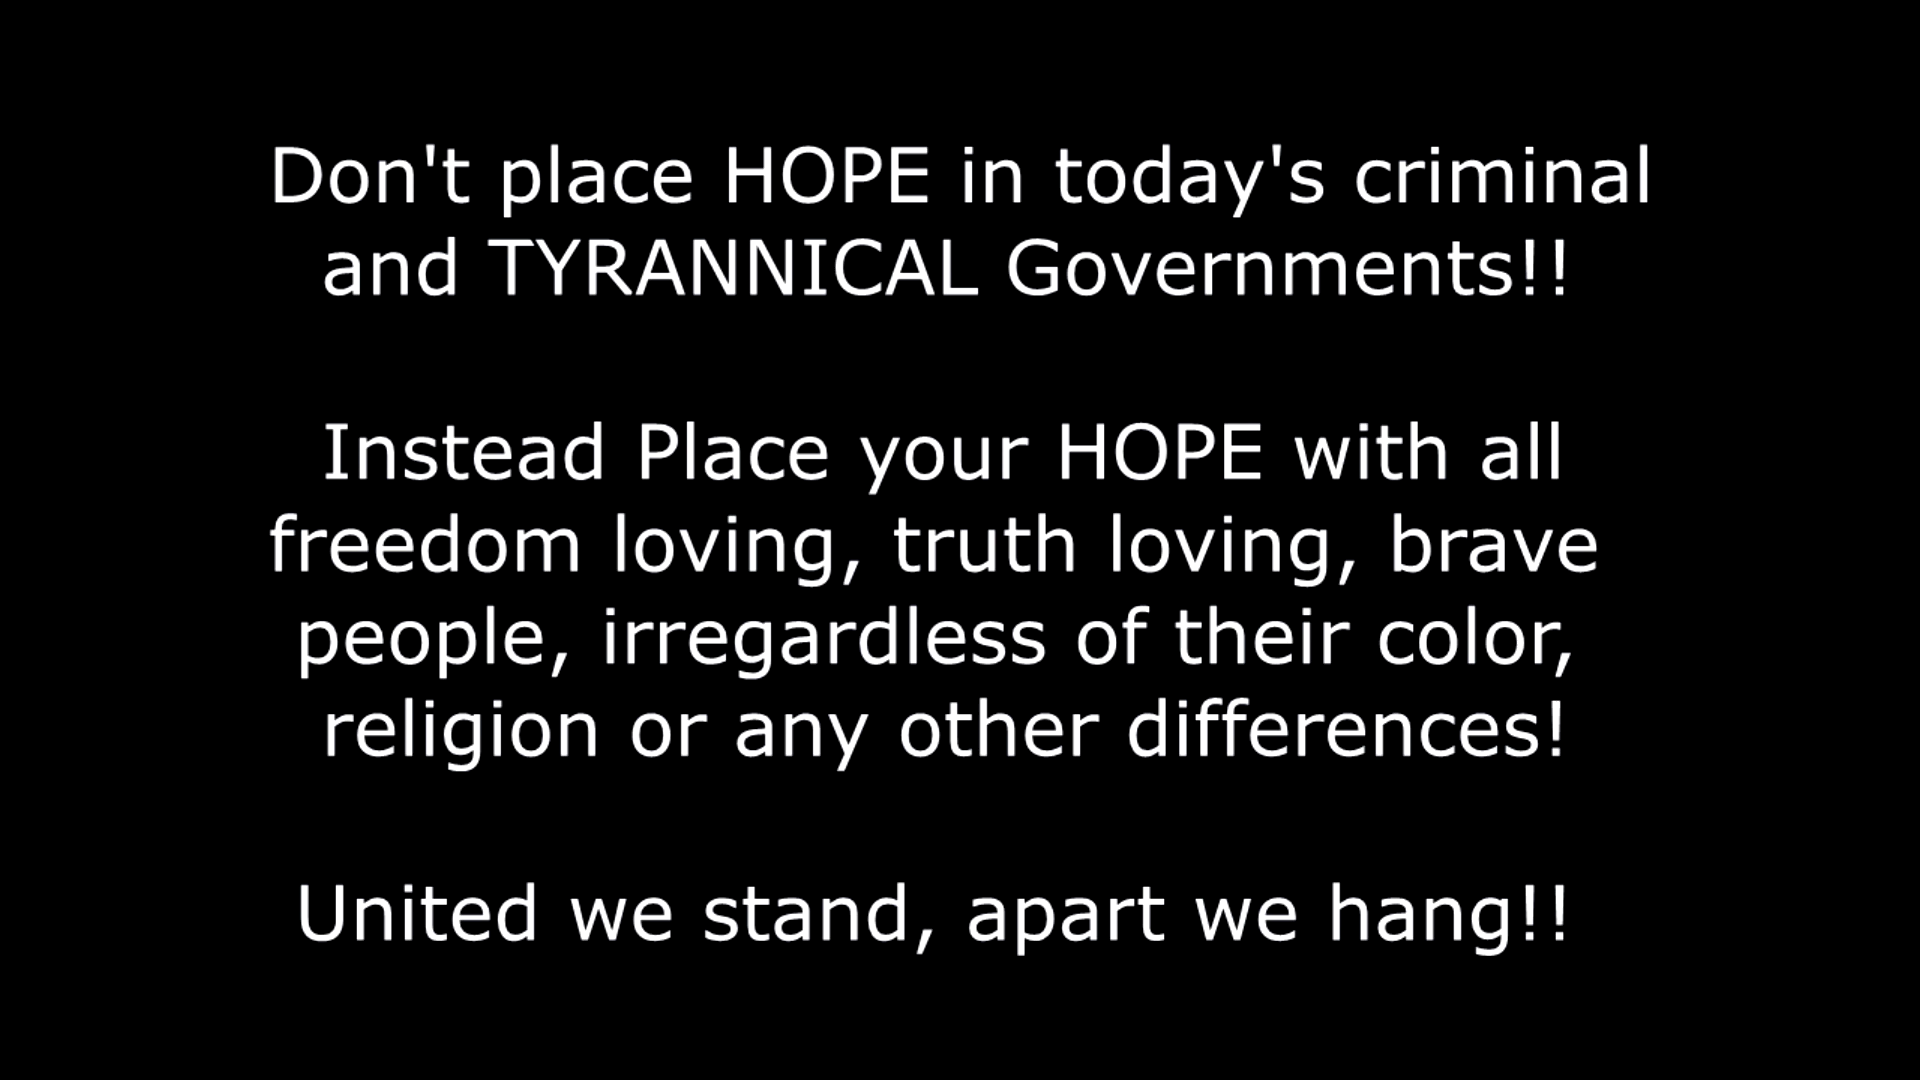 Don't place HOPE in today's criminal
and TYRANNICAL Governments!!
Instead Place your HOPE with all
freedom loving, truth loving, brave
people, irregardless of their color,
religion or any other differences!
United we stand, apart we hang!!